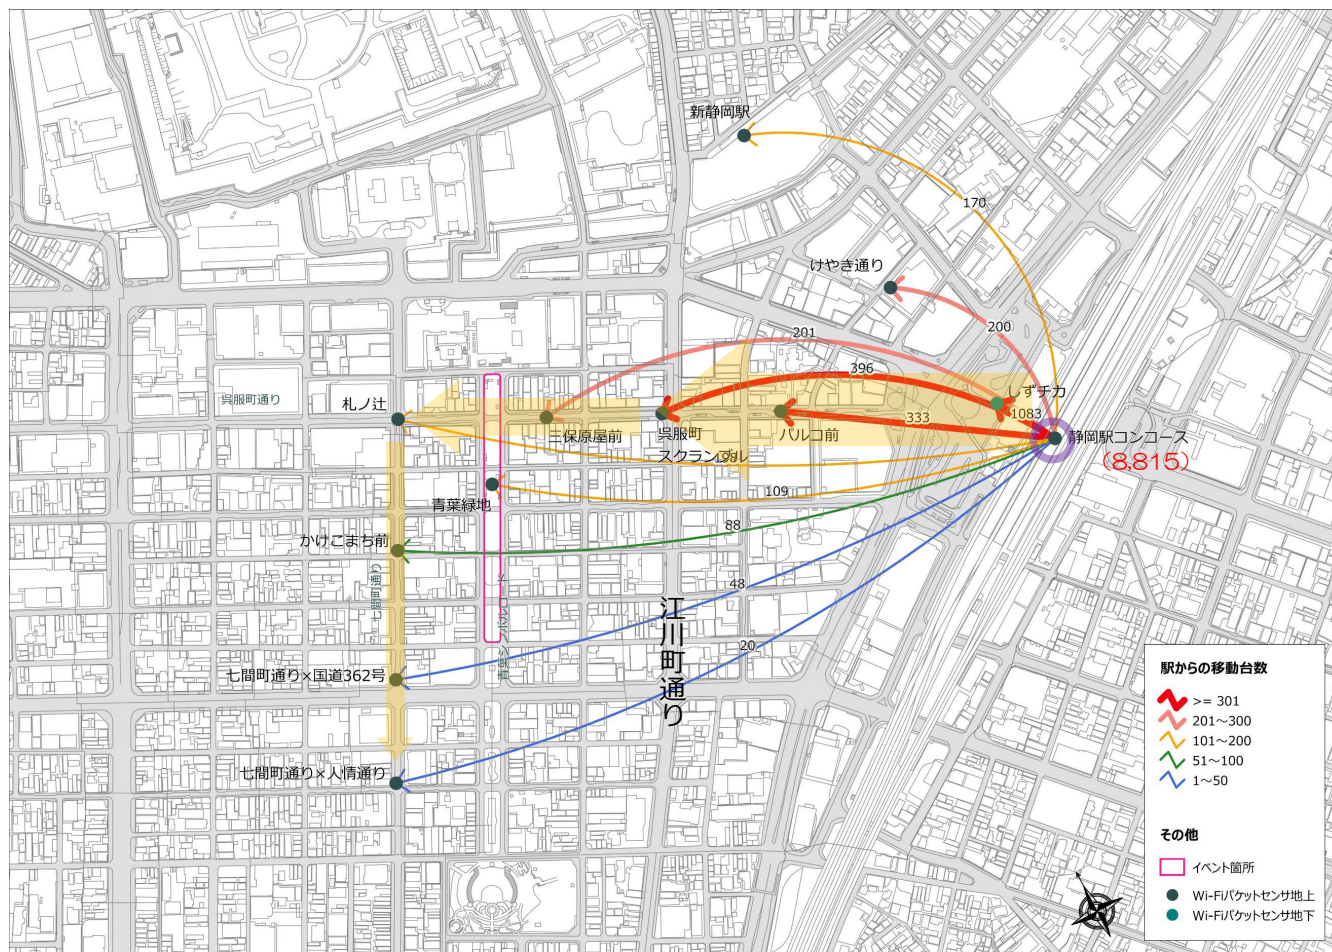 新静岡駅
170
けやき通り
200
201
396
しずチカ
呉服町通り
札ノ辻
三保原屋前
呉服町
スクランブル
パルコ前
333
1083
静岡駅コンコース
(8,815)
青葉緑地
109
かけこまち前
88
七間町通り
48
江川町通り
20
七間町通り×国道362号
七間町通り×人情通り
駅からの移動台数
>= 301
201~300
101~200
51~100
1~50
その他
イベント箇所
Wi-Fiパケットセンサ地上
Wi-Fiパケットセンサ地下